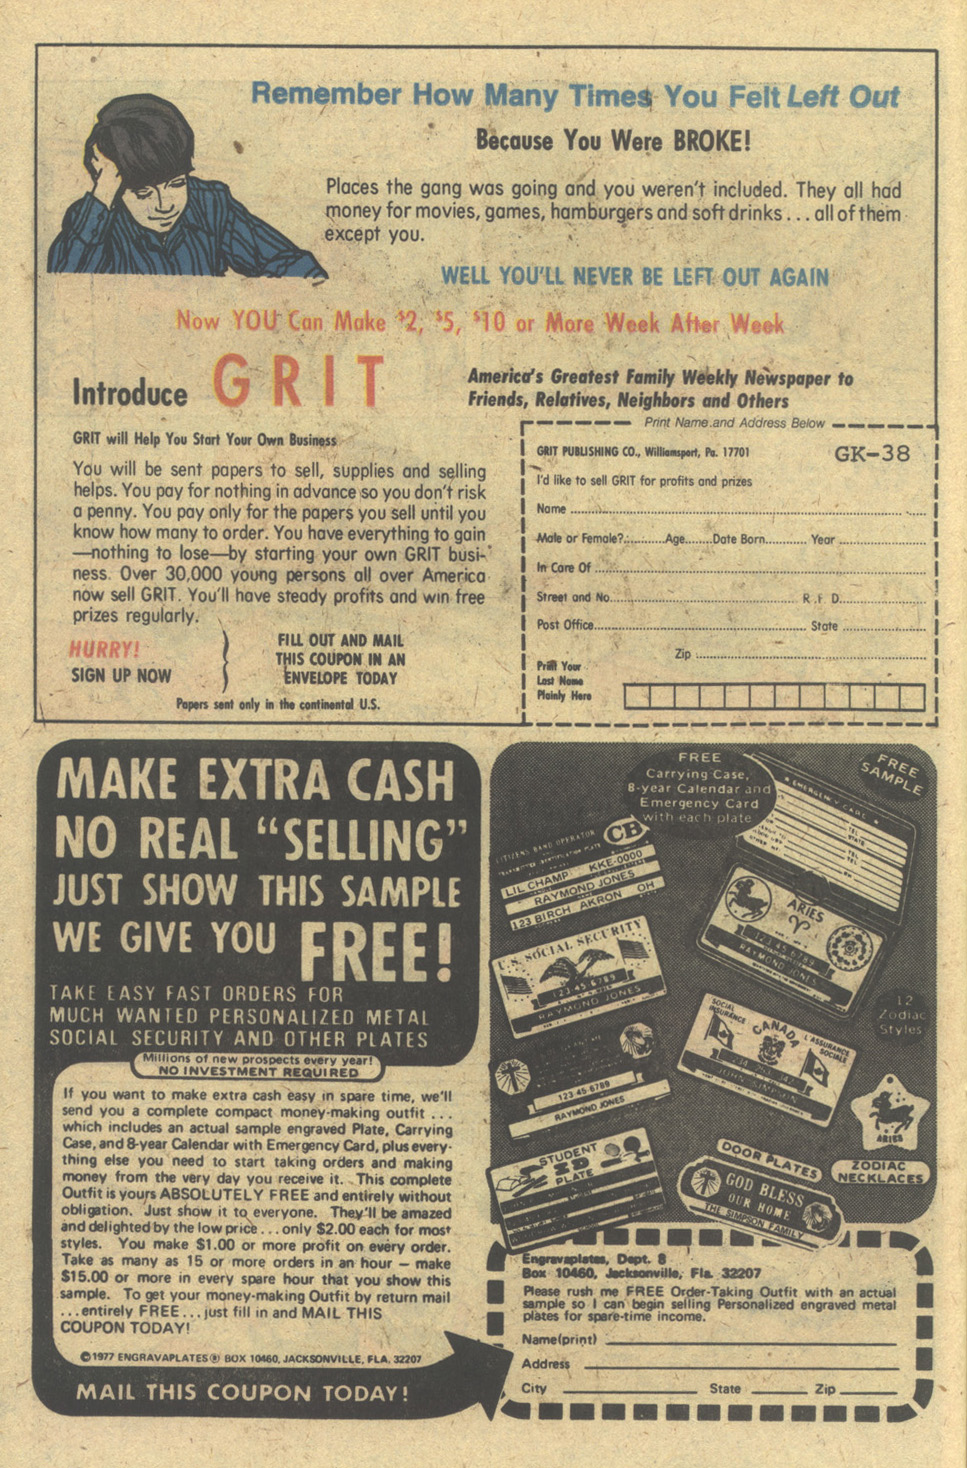 Remember How Many Times You Felt Left Out
Because You Were BROKE!
Places the gang was going and you weren't included. They all had
money for movies, games, hamburgers and soft drinks . . . all of them
except you.
WELL YOU'LL NEVER BE LEFT OUT AGAIN
Now YOU Can Make $2, $5, $10 or More Week After Week
Introduce GRIT
America's Greatest Family Weekly Newspaper to
Friends, Relatives, Neighbors and Others
GRIT will Help You Start Your Own Business
You will be sent papers to sell, supplies and selling
helps. You pay for nothing in advance so you don't risk
a penny. You pay only for the papers you sell until you
know how many to order. You have everything to gain
—nothing to lose—by starting your own GRIT busi-
ness. Over 30,000 young persons all over America
now sell GRIT. You'll have steady profits and win free
prizes regularly.
HURRY!
SIGN UP NOW
FILL OUT AND MAIL
THIS COUPON IN AN
ENVELOPE TODAY
Papers sent only in the continental U.S.
Print Name and Address Below
GRIT PUBLISHING CO., Williamsport, Pa. 17701
GK-38
I'd like to sell GRIT for profits and prizes
Name
Male or Female? Age Date Born Year
In Care Of
Street and No. R.F.D.
Post Office State
Zip
Print Your
Last Name
Plainly Here
MAKE EXTRA CASH
NO REAL "SELLING"
JUST SHOW THIS SAMPLE
WE GIVE YOU FREE!
TAKE EASY FAST ORDERS FOR
MUCH WANTED PERSONALIZED METAL
SOCIAL SECURITY AND OTHER PLATES
Millions of new prospects every year!
NO INVESTMENT REQUIRED
If you want to make extra cash easy in spare time, we'll
send you a complete compact money-making outfit . . .
which includes an actual sample engraved Plate, Carrying
Case, and 8-year Calendar with Emergency Card, plus every-
thing else you need to start taking orders and making
money from the very day you receive it. This complete
Outfit is yours ABSOLUTELY FREE and entirely without
obligation. Just show it to everyone. They'll be amazed
and delighted by the low price . . . only $2.00 each for most
styles. You make $1.00 or more profit on every order.
Take as many as 15 or more orders in an hour – make
$15.00 or more in every spare hour that you show this
sample. To get your money-making Outfit by return mail
. . . entirely FREE . . . just fill in and MAIL THIS
COUPON TODAY!
©1977 ENGRAVAPLATES® BOX 10460, JACKSONVILLE, FLA. 32207
MAIL THIS COUPON TODAY!
FREE
Carrying Case,
8-year Calendar and
Emergency Card
with each plate
FREE
SAMPLE
EMERGENCY CARE
CITIZENS BAND OPERATOR
CB
LIL CHAMP KKE-0000
RAYMOND JONES
123 BIRCH AKRON OH
ARIES
123 45 6789
RAYMOND JONES
U.S. SOCIAL SECURITY
123 45 6789
RAYMOND JONES
12
Zodiac
Styles
SOCIAL
INSURANCE
CANADA
L'ASSURANCE
SOCIALE
JOHN SIMPSON
123 45 6789
RAYMOND JONES
ARIES
STUDENT
ID
PLATE
DOOR PLATES
ZODIAC
NECKLACES
GOD BLESS
OUR HOME
THE SIMPSON FAMILY
Engravaplates, Dept. 8
Box 10460, Jacksonville, Fla. 32207
Please rush me FREE Order-Taking Outfit with an actual
sample so I can begin selling Personalized engraved metal
plates for spare-time income.
Name(print)
Address
City State Zip